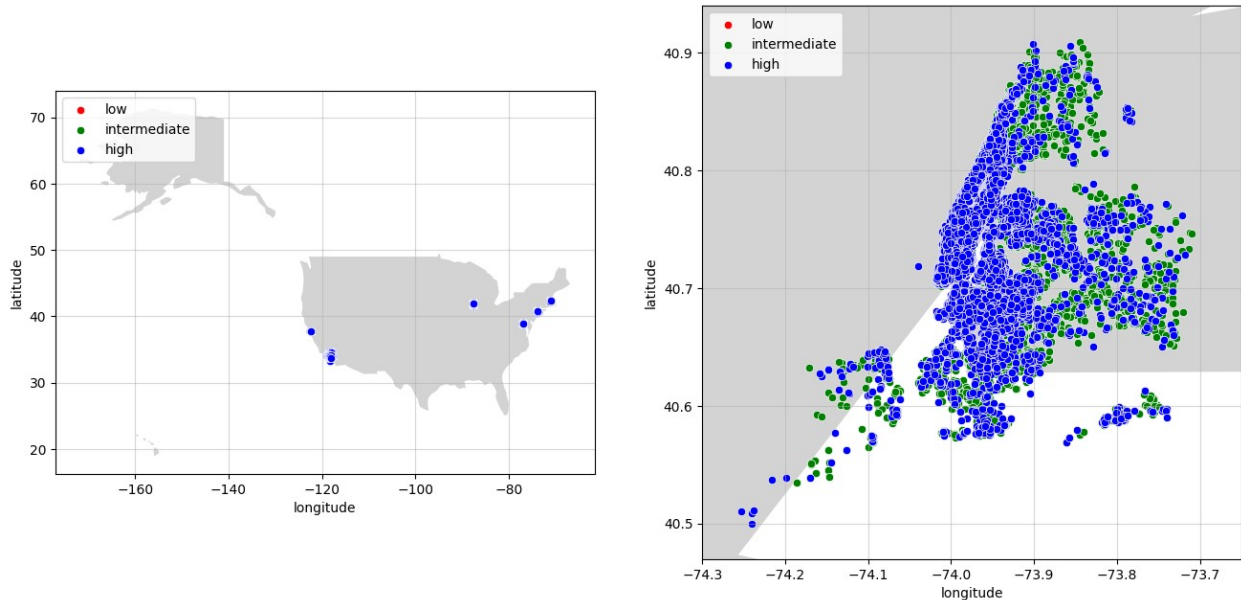 low
intermediate
high
70
60
50
40
30
20
latitude
−160
−140
−120
−100
−80
longitude
low
intermediate
high
40.9
40.8
40.7
40.6
40.5
latitude
−74.3
−74.2
−74.1
−74.0
−73.9
−73.8
−73.7
longitude